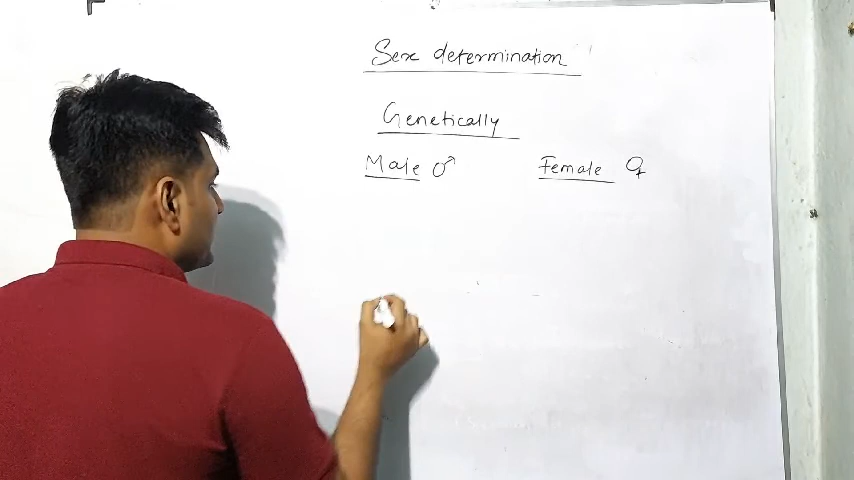 Sex determination
Genetically
Male ♂ Female ♀